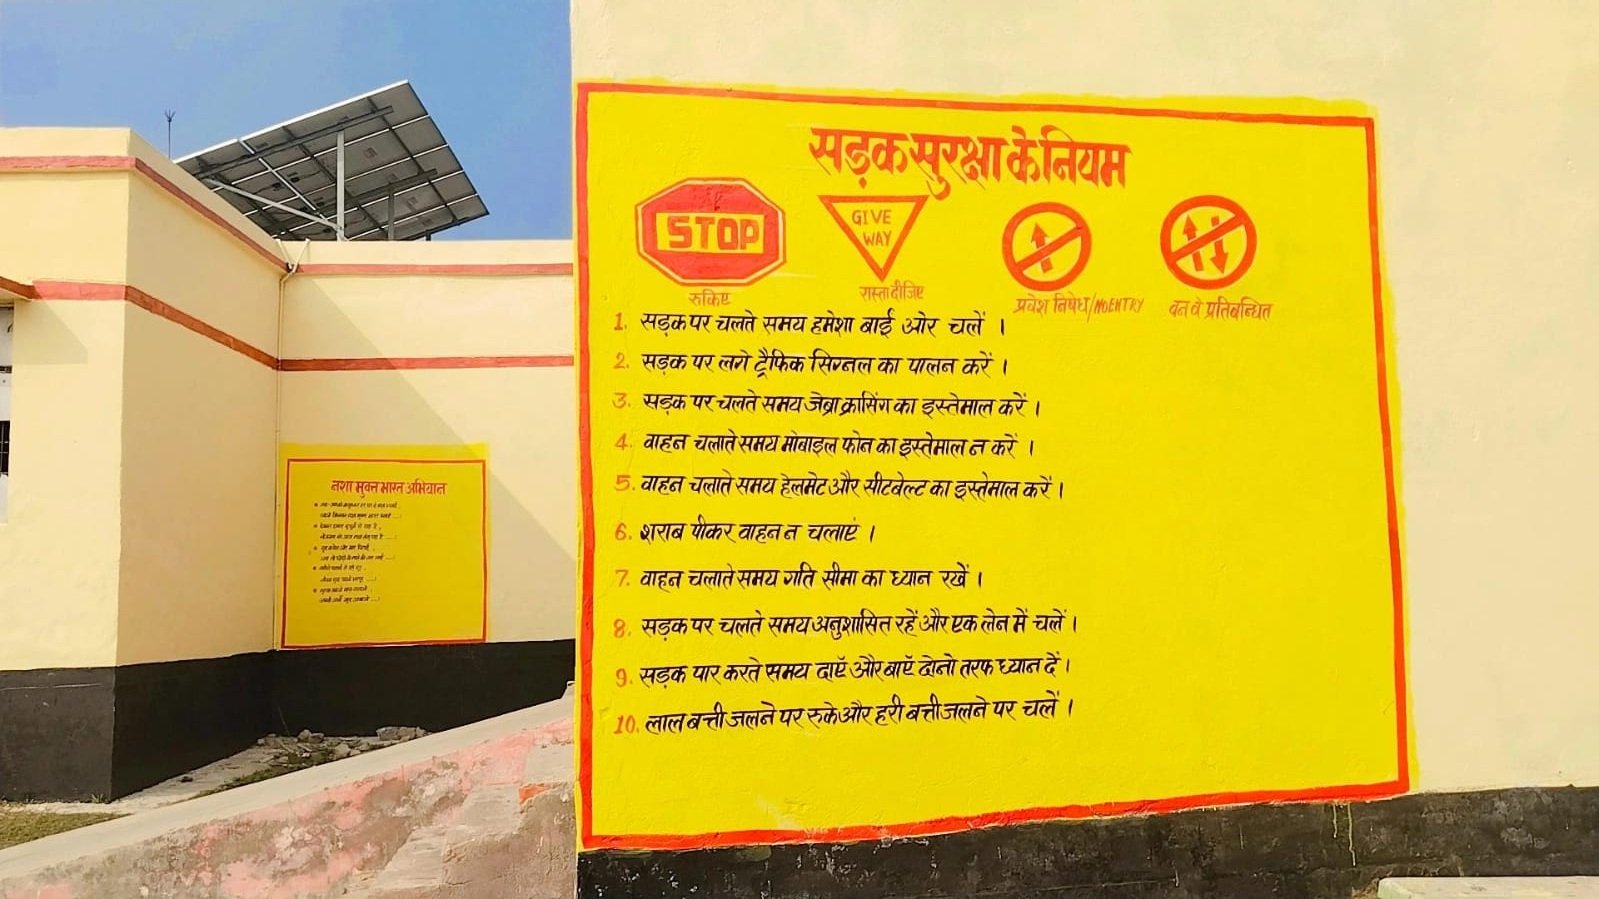 सड़क सुरक्षा के नियम
STOP
GIVE
WAY
रुकिए
रास्ता दीजिए
प्रवेश निषेध/NOENTRY
वन वे प्रतिबन्धित
1. सड़क पर चलते समय हमेशा बाईं ओर चलें ।
2. सड़क पर लगे ट्रैफिक सिग्नल का पालन करें ।
3. सड़क पर चलते समय जेब्रा क्रासिंग का इस्तेमाल करें ।
4. वाहन चलाते समय मोबाइल फोन का इस्तेमाल न करें ।
5. वाहन चलाते समय हेलमेट और सीटबेल्ट का इस्तेमाल करें ।
6. शराब पीकर वाहन न चलाएं ।
7. वाहन चलाते समय गति सीमा का ध्यान रखें ।
8. सड़क पर चलते समय अनुशासित रहें और एक लेन में चलें ।
9. सड़क पार करते समय दाएॅ और बाएॅ दोनो तरफ ध्यान दें ।
10. लाल बत्ती जलने पर रुके और हरी बत्ती जलने पर चलें ।
नशा मुक्त भारत अभियान